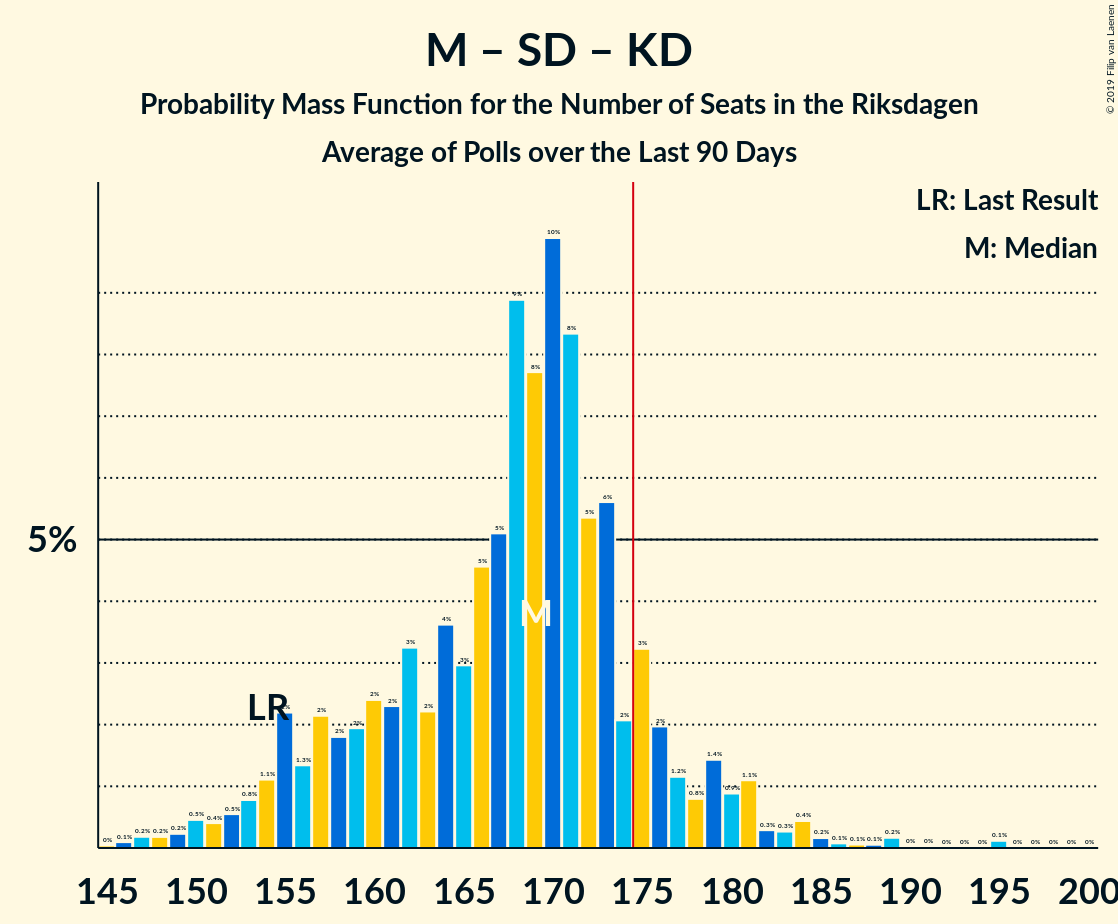 M – SD – KD
Probability Mass Function for the Number of Seats in the Riksdagen
Average of Polls over the Last 90 Days
© 2019 Filip van Laenen
LR: Last Result
M: Median
5%
LR
M
0% 0.1% 0.2% 0.2% 0.2% 0.5% 0.4% 0.5% 0.8% 1.1% 2% 1.3% 2% 2% 2% 2% 2% 3% 2% 4% 3% 5% 5% 9% 8% 10% 8% 5% 6% 2% 3% 2% 1.2% 0.8% 1.4% 0.9% 1.1% 0.3% 0.3% 0.4% 0.2% 0.1% 0.1% 0.1% 0.2% 0% 0% 0% 0% 0% 0.1% 0% 0% 0% 0% 0%
145 150 155 160 165 170 175 180 185 190 195 200